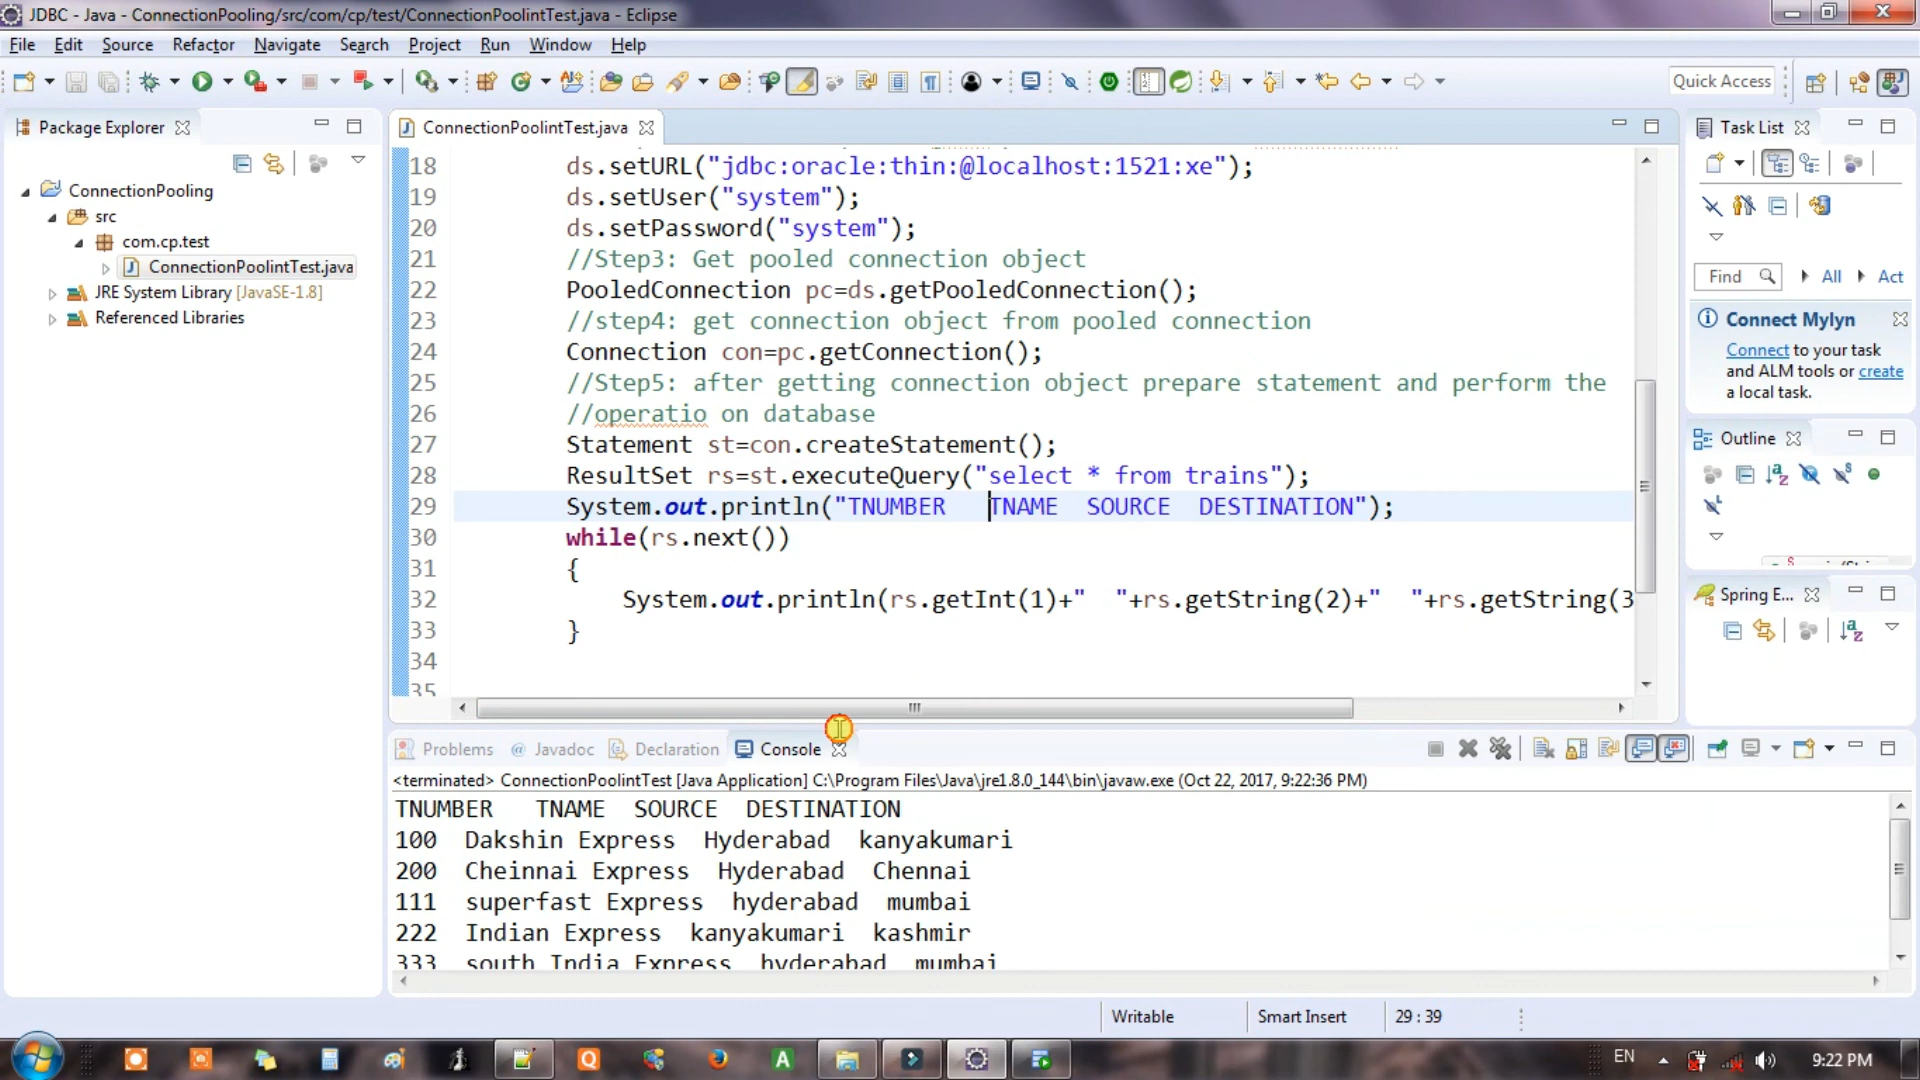 JDBC - Java - ConnectionPooling/src/com/cp/test/ConnectionPoolintTest.java - Eclipse
File Edit Source Refactor Navigate Search Project Run Window Help
Quick Access
Package Explorer
ConnectionPooling
src
com.cp.test
ConnectionPoolintTest.java
JRE System Library [JavaSE-1.8]
Referenced Libraries
ConnectionPoolintTest.java
18 ds.setURL("jdbc:oracle:thin:@localhost:1521:xe");
19 ds.setUser("system");
20 ds.setPassword("system");
21 //Step3: Get pooled connection object
22 PooledConnection pc=ds.getPooledConnection();
23 //step4: get connection object from pooled connection
24 Connection con=pc.getConnection();
25 //Step5: after getting connection object prepare statement and perform the
26 //operatio on database
27 Statement st=con.createStatement();
28 ResultSet rs=st.executeQuery("select * from trains");
29 System.out.println("TNUMBER   TNAME  SOURCE  DESTINATION");
30 while(rs.next())
31 {
32 System.out.println(rs.getInt(1)+"  "+rs.getString(2)+"  "+rs.getString(3
33 }
34
35
Task List
Find All Act
Connect Mylyn
Connect to your task
and ALM tools or create
a local task.
Outline
Spring E...
Problems Javadoc Declaration Console
<terminated> ConnectionPoolintTest [Java Application] C:\Program Files\Java\jre1.8.0_144\bin\javaw.exe (Oct 22, 2017, 9:22:36 PM)
TNUMBER   TNAME  SOURCE  DESTINATION
100  Dakshin Express  Hyderabad  kanyakumari
200  Cheinnai Express  Hyderabad  Chennai
111  superfast Express  hyderabad  mumbai
222  Indian Express  kanyakumari  kashmir
333  south India Express  hyderabad  mumbai
Writable Smart Insert 29 : 39
EN 9:22 PM